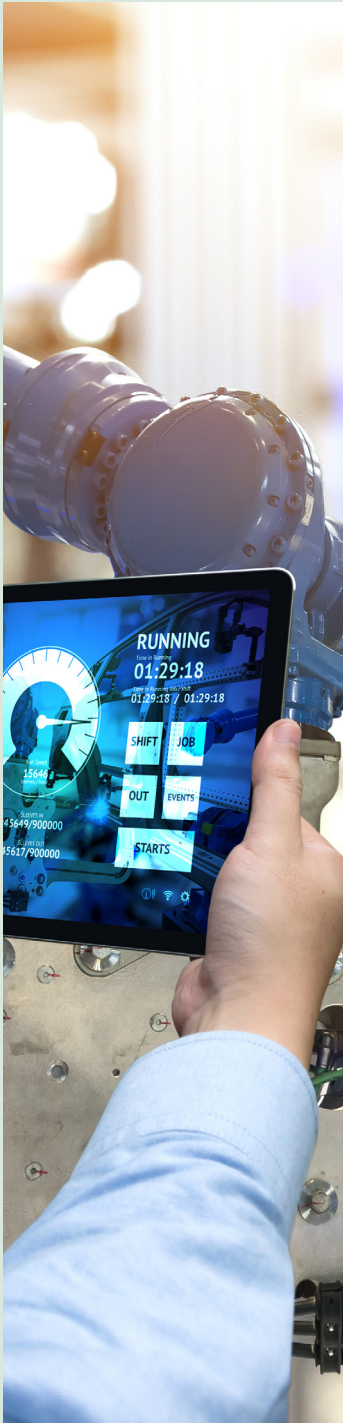 RUNNING
Time in Running
01:29:18
Time in Running Job / Shift
01:29:18 / 01:29:18
SHIFT
JOB
OUT
EVENTS
STARTS
Speed
15646
SLEEVES IN
45649/900000
SLEEVES OUT
45617/900000